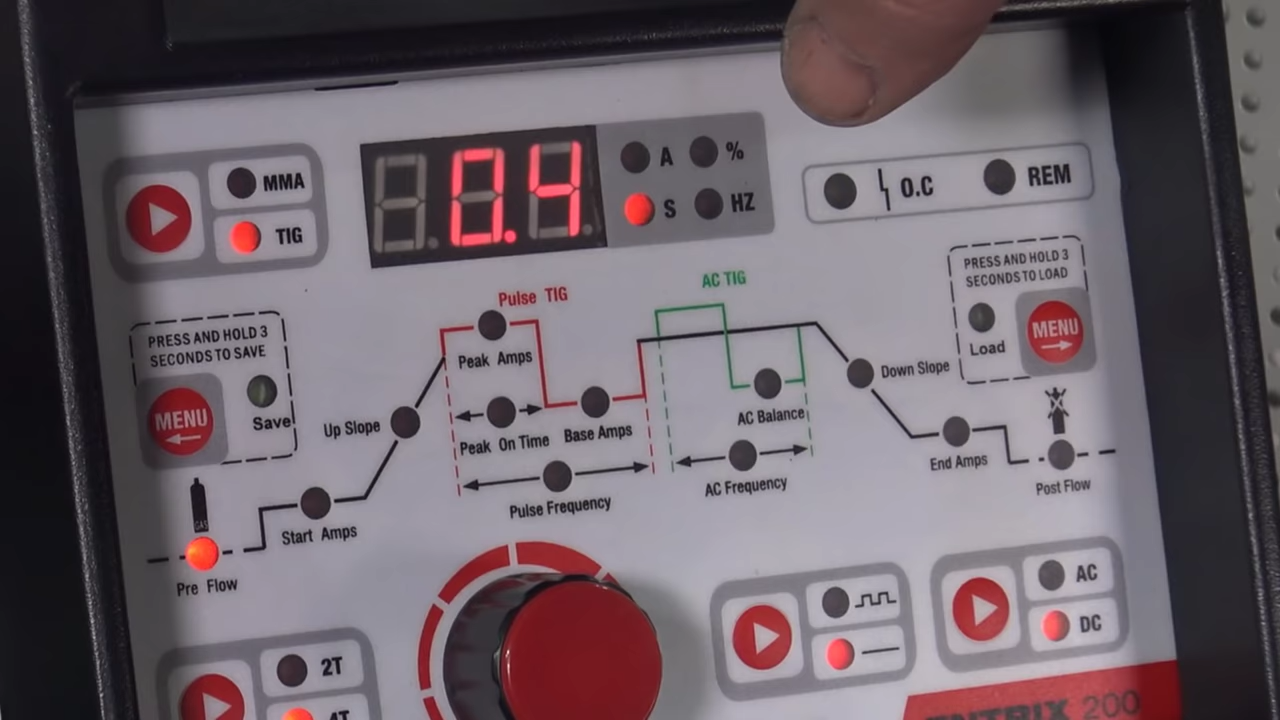 MMA
TIG
0.4
A
%
S
HZ
O.C
REM
PRESS AND HOLD 3
SECONDS TO SAVE
MENU
Save
Pulse TIG
AC TIG
PRESS AND HOLD 3
SECONDS TO LOAD
Load
MENU
Peak Amps
Up Slope
Peak On Time
Base Amps
Pulse Frequency
AC Balance
AC Frequency
Down Slope
End Amps
Post Flow
GAS
Start Amps
Pre Flow
2T
4T
AC
DC
200